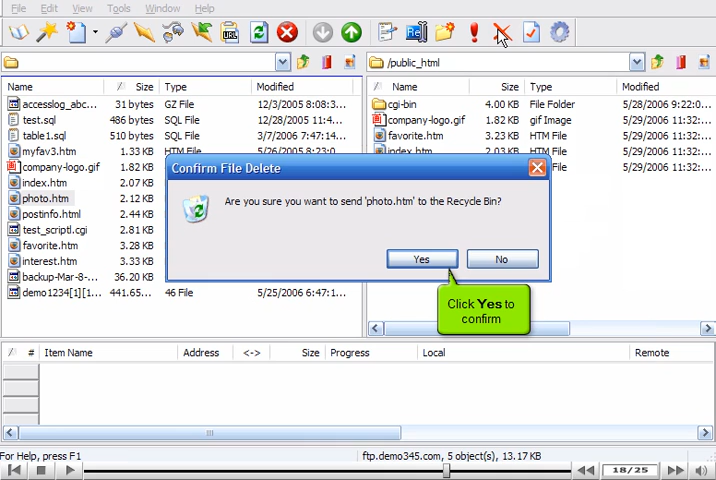 File Edit View Tools Window Help
/public_html
Name Size Type Modified
accesslog_abc... 31 bytes GZ File 12/3/2005 8:08:3...
test.sql 486 bytes SQL File 12/28/2005 11:4...
table1.sql 510 bytes SQL File 3/7/2006 7:47:14...
myfav3.htm 1.33 KB HTM File 5/26/2005 8:23:0...
company-logo.gif 1.82 KB
index.htm 2.07 KB
photo.htm 2.12 KB
postinfo.htm 2.44 KB
test_scriptl.cgi 2.81 KB
favorite.htm 3.28 KB
interest.htm 3.33 KB
backup-Mar-8-... 36.20 KB
demo1234[1][1... 441.65... 46 File 5/25/2006 6:47:1...
Name Size Type Modified
cgi-bin 4.00 KB File Folder 5/28/2006 9:22:0...
company-logo.gif 1.82 KB gif Image 5/29/2006 11:32:...
favorite.htm 3.23 KB HTM File 5/29/2006 11:32:...
index.htm 2.03 KB HTM File 5/29/2006 11:32:...
5/29/2006 11:32:...
Confirm File Delete
Are you sure you want to send 'photo.htm' to the Recycle Bin?
Yes No
Click Yes to
confirm
# Item Name Address <-> Size Progress Local Remote
For Help, press F1 ftp.demo345.com, 5 object(s), 13.17 KB
18/25